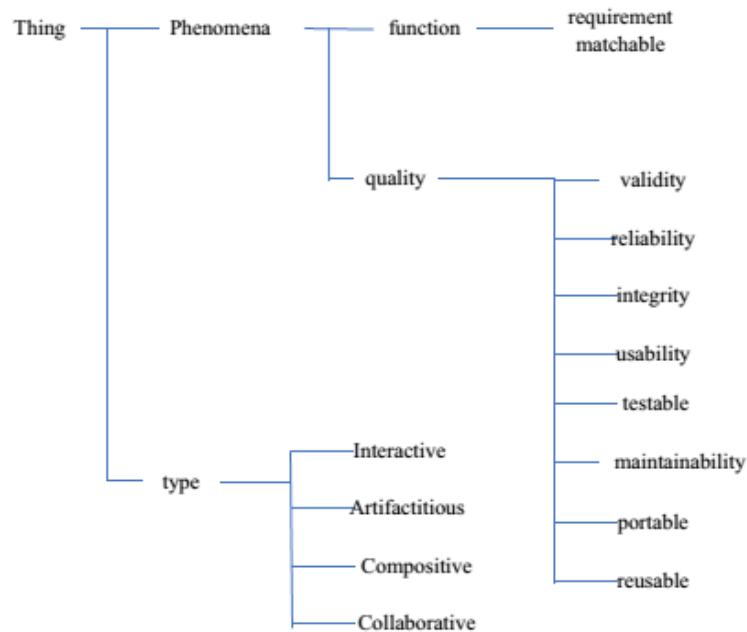 Thing
Phenomena
function
requirement
matchable
quality
validity
reliability
integrity
usability
testable
maintainability
portable
reusable
type
Interactive
Artifactitious
Compositive
Collaborative